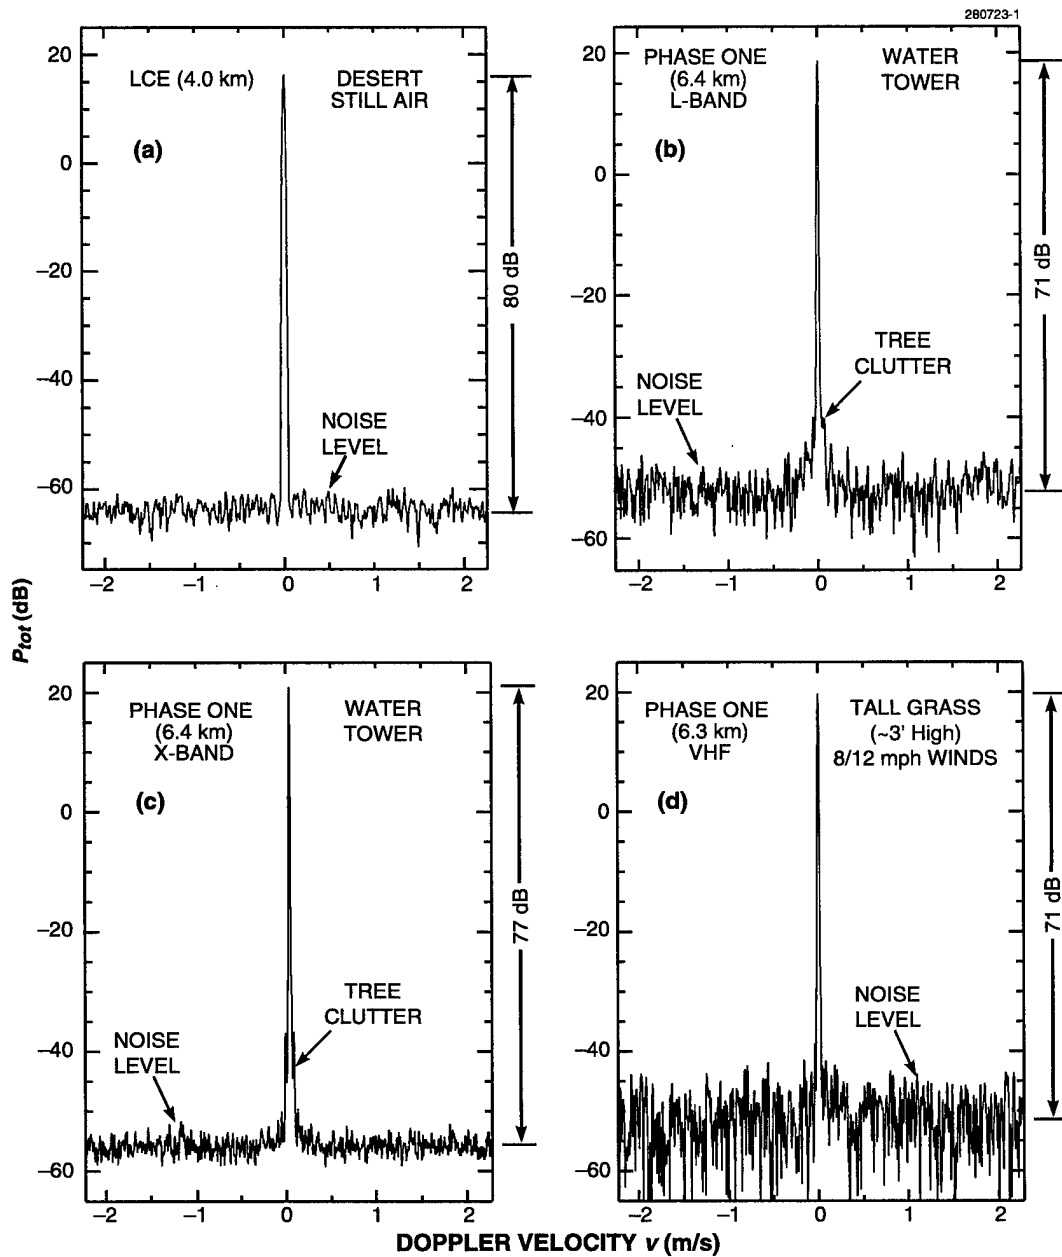 280723-1
LCE (4.0 km)
DESERT
STILL AIR
(a)
NOISE
LEVEL
80 dB
20
0
–20
–40
–60
–2
–1
0
1
2
PHASE ONE
(6.4 km)
L-BAND
WATER
TOWER
(b)
TREE
CLUTTER
NOISE
LEVEL
71 dB
20
0
–20
–40
–60
–2
–1
0
1
2
Ptot (dB)
PHASE ONE
(6.4 km)
X-BAND
WATER
TOWER
(c)
TREE
CLUTTER
NOISE
LEVEL
77 dB
20
0
–20
–40
–60
–2
–1
0
1
2
PHASE ONE
(6.3 km)
VHF
TALL GRASS
(~3' High)
8/12 mph WINDS
(d)
NOISE
LEVEL
71 dB
20
0
–20
–40
–60
–2
–1
0
1
2
DOPPLER VELOCITY v (m/s)